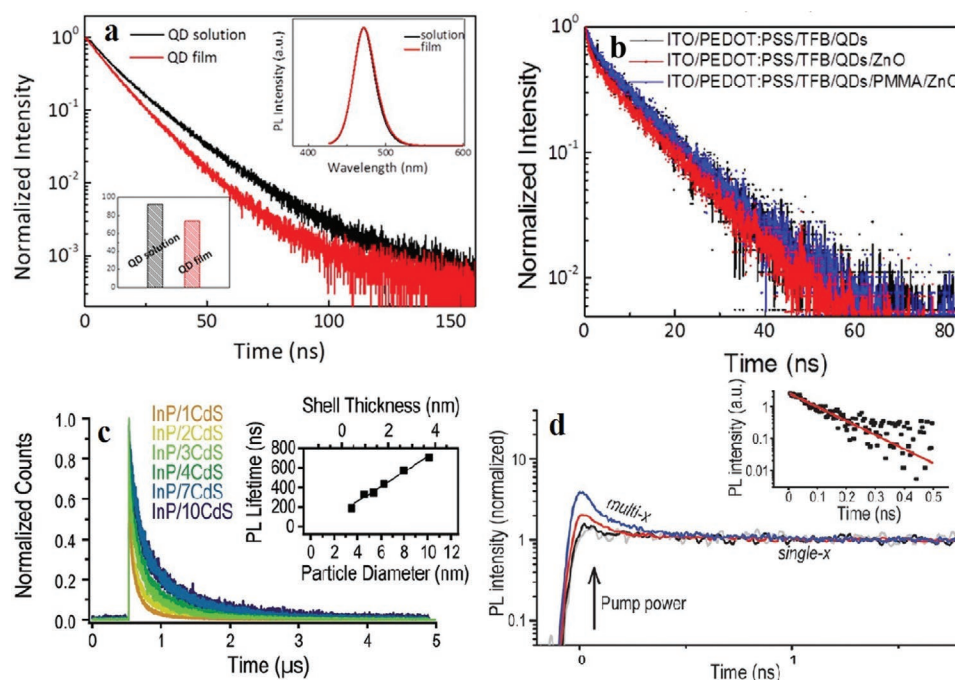 a
QD solution
QD film
solution
film
PL Intensity (a.u.)
400
500
600
Wavelength (nm)
100
80
60
40
20
0
QD solution
QD film
10^0
10^-1
10^-2
10^-3
Normalized Intensity
0
50
100
150
Time (ns)
b
ITO/PEDOT:PSS/TFB/QDs
ITO/PEDOT:PSS/TFB/QDs/ZnO
ITO/PEDOT:PSS/TFB/QDs/PMMA/ZnO
10^0
10^-1
10^-2
Normalized Intensity
0
20
40
60
80
Time (ns)
c
InP/1CdS
InP/2CdS
InP/3CdS
InP/4CdS
InP/7CdS
InP/10CdS
Shell Thickness (nm)
0 2 4
PL Lifetime (ns)
800
600
400
200
0
0 2 4 6 8 10 12
Particle Diameter (nm)
Normalized Counts
1.0
0.8
0.6
0.4
0.2
0.0
0 1 2 3 4 5
Time (µs)
d
PL intensity (a.u.)
1
0.1
0.01
0.0 0.1 0.2 0.3 0.4 0.5
Time (ns)
PL intensity (normalized)
10
1
0.1
multi-x
single-x
Pump power
0
1
Time (ns)